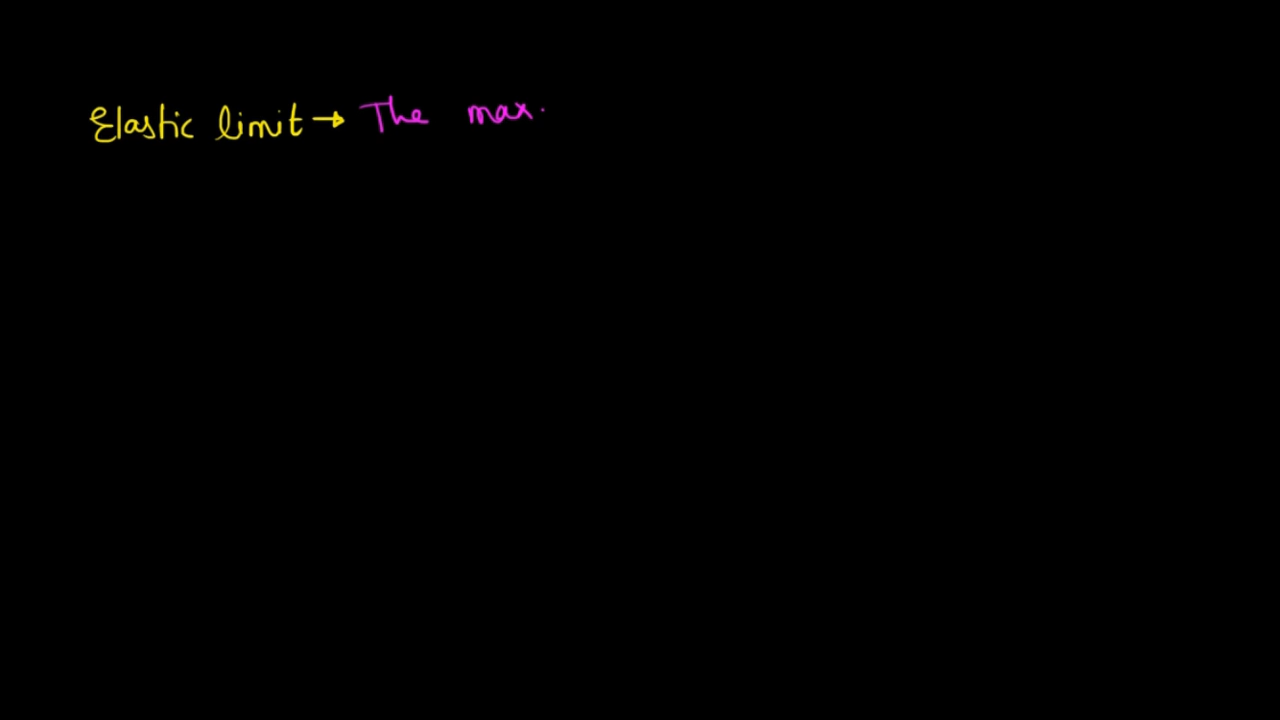 Elastic limit → The max.